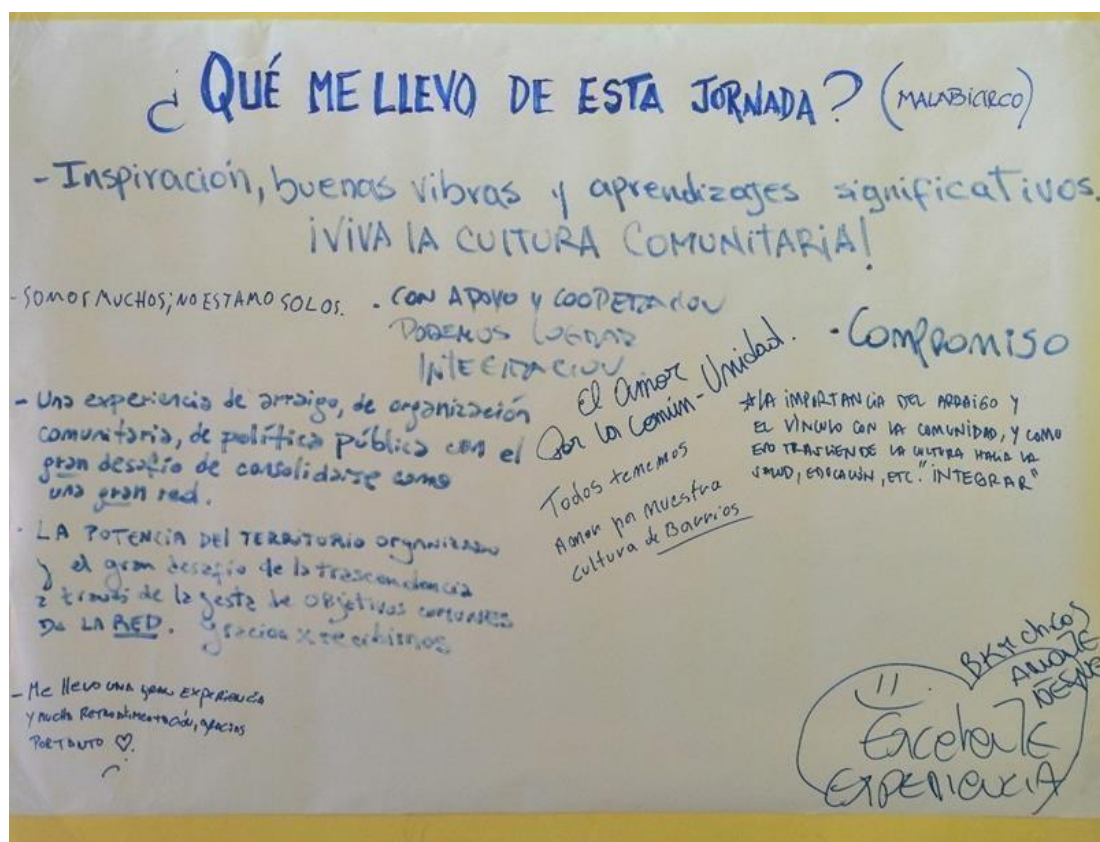 ¿QUÉ ME LLEVO DE ESTA JORNADA? (MALABICIRCO)
- Inspiración, buenas vibras y aprendizajes significativos.
¡VIVA LA CULTURA COMUNITARIA!
- SOMOS MUCHOS; NO ESTAMO SOLOS.
. CON APOYO Y COOPERACION
PODEMOS LOGRAR
INTEGRACION
El amor
Por la Común-Unidad.
Todos tenemos
Amor por nuestra
cultura de Barrios
. Compromiso
* LA IMPORTANCIA DEL ARRAIGO Y
EL VÍNCULO CON LA COMUNIDAD, Y COMO
ESO TRASCIENDE LA CULTURA HACIA LA
SALUD, EDUCACIÓN, ETC. "INTEGRAR"
- Una experiencia de arraigo, de organización
comunitaria, de política pública con el
gran desafío de consolidarse como
una gran red.
. LA POTENCIA DEL TERRITORIO ORGANIZADO
y el gran desafío de la trascendencia
a través de la gesta de objetivos comunes
DE LA RED. Gracias x recibirnos
- Me llevo una gran experiencia
y mucha Retroalimentación, gracias
POR TANTO ♡.
Excelente
EXPERIENCIA